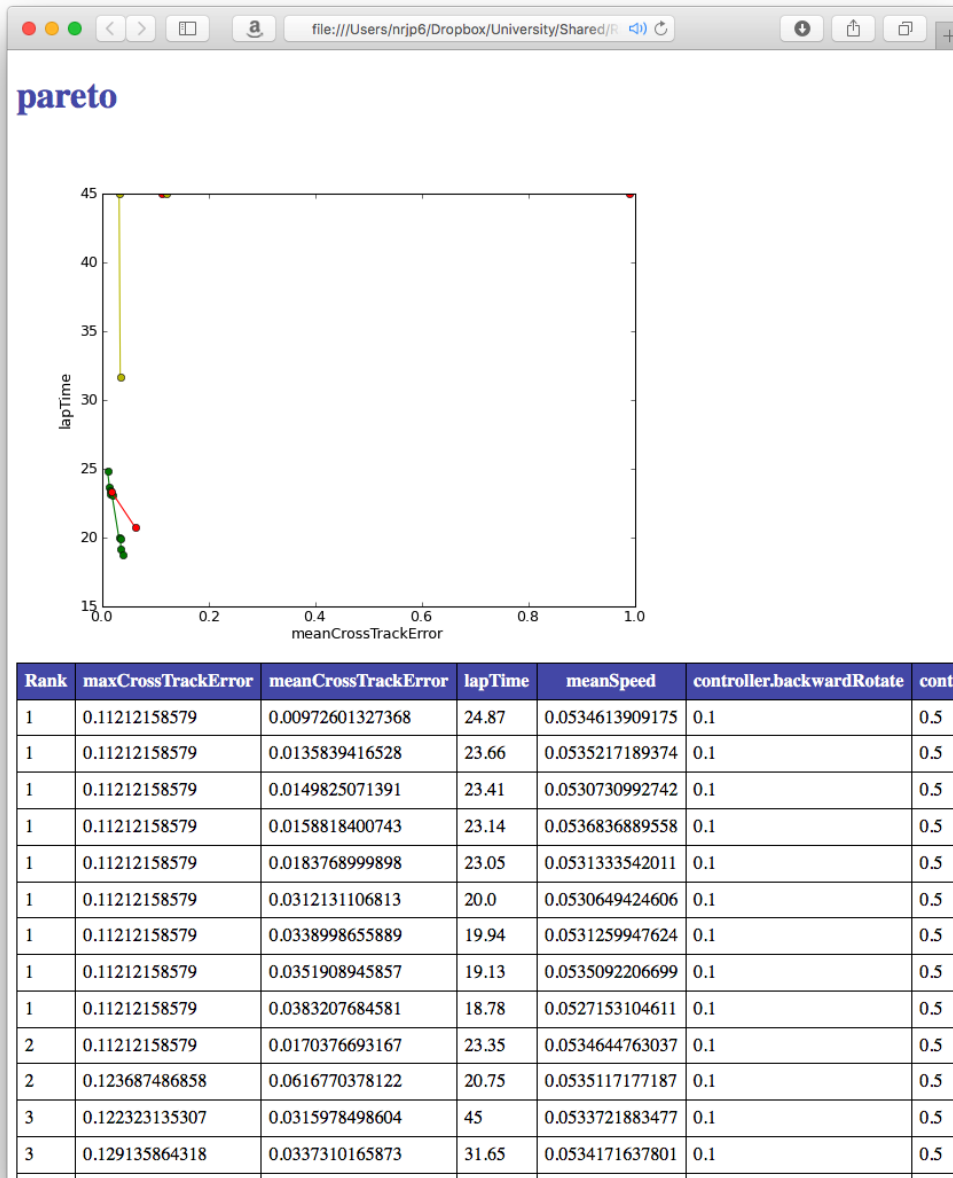 a
file:///Users/nrjp6/Dropbox/University/Shared/R
pareto
45
40
35
30
25
20
15
lapTime
0.0 0.2 0.4 0.6 0.8 1.0
meanCrossTrackError
Rank maxCrossTrackError meanCrossTrackError lapTime meanSpeed controller.backwardRotate cont
1 0.11212158579 0.00972601327368 24.87 0.0534613909175 0.1 0.5
1 0.11212158579 0.0135839416528 23.66 0.0535217189374 0.1 0.5
1 0.11212158579 0.0149825071391 23.41 0.0530730992742 0.1 0.5
1 0.11212158579 0.0158818400743 23.14 0.0536836889558 0.1 0.5
1 0.11212158579 0.0183768999898 23.05 0.0531333542011 0.1 0.5
1 0.11212158579 0.0312131106813 20.0 0.0530649424606 0.1 0.5
1 0.11212158579 0.0338998655889 19.94 0.0531259947624 0.1 0.5
1 0.11212158579 0.0351908945857 19.13 0.0535092206699 0.1 0.5
1 0.11212158579 0.0383207684581 18.78 0.0527153104611 0.1 0.5
2 0.11212158579 0.0170376693167 23.35 0.0534644763037 0.1 0.5
2 0.123687486858 0.0616770378122 20.75 0.0535117177187 0.1 0.5
3 0.122323135307 0.0315978498604 45 0.0533721883477 0.1 0.5
3 0.129135864318 0.0337310165873 31.65 0.0534171637801 0.1 0.5